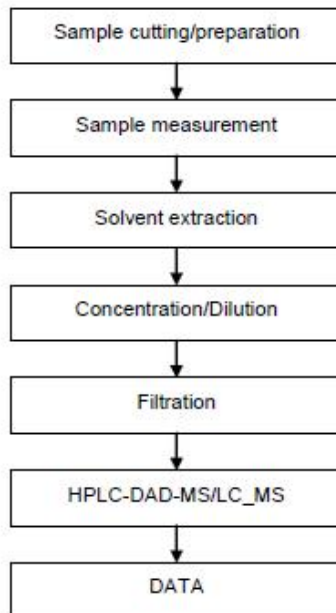 Sample cutting/preparation
Sample measurement
Solvent extraction
Concentration/Dilution
Filtration
HPLC-DAD-MS/LC_MS
DATA